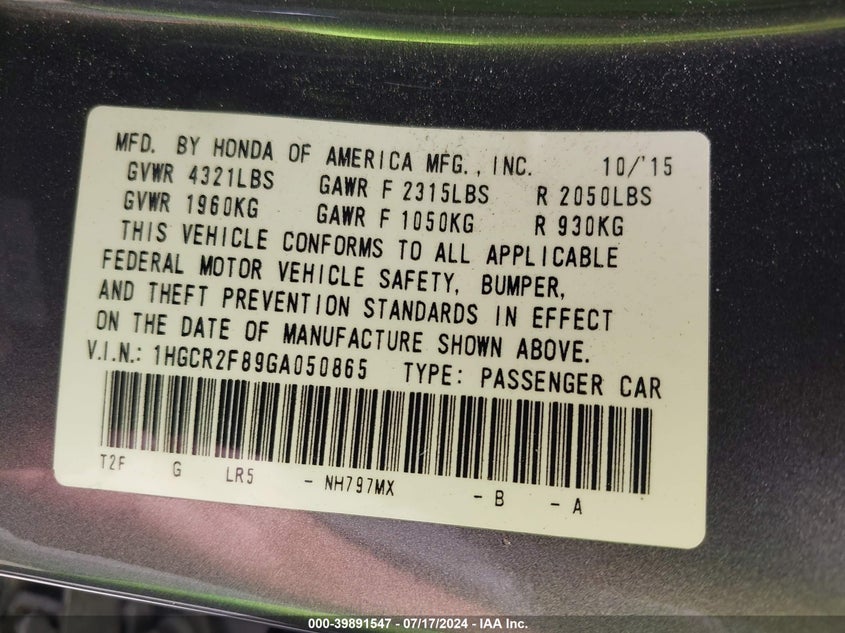 MFD. BY HONDA OF AMERICA MFG., INC. 10/'15
GVWR 4321LBS GAWR F 2315LBS R 2050LBS
GVWR 1960KG GAWR F 1050KG R 930KG
THIS VEHICLE CONFORMS TO ALL APPLICABLE
FEDERAL MOTOR VEHICLE SAFETY, BUMPER,
AND THEFT PREVENTION STANDARDS IN EFFECT
ON THE DATE OF MANUFACTURE SHOWN ABOVE.
V.I.N.: 1HGCR2F89GA050865 TYPE: PASSENGER CAR
T2F G LR5 - NH797MX - B - A
000-39891547 - 07/17/2024 - IAA Inc.